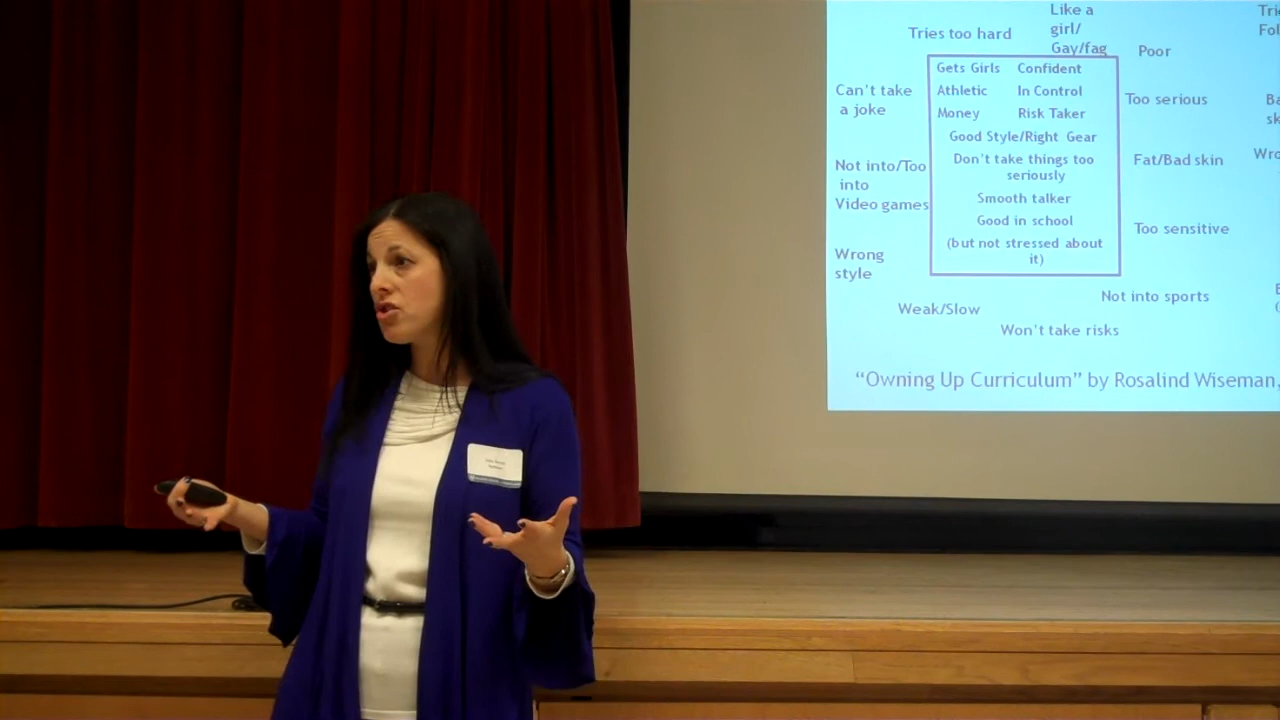 Like a
girl/
Gay/fag
Tries too hard
Poor
Gets Girls Confident
Athletic In Control
Money Risk Taker
Good Style/Right Gear
Don't take things too
seriously
Smooth talker
Good in school
(but not stressed about
it)
Can't take
a joke
Not into/Too
into
Video games
Wrong
style
Weak/Slow
Won't take risks
Not into sports
Too serious
Fat/Bad skin
Too sensitive
“Owning Up Curriculum” by Rosalind Wiseman,